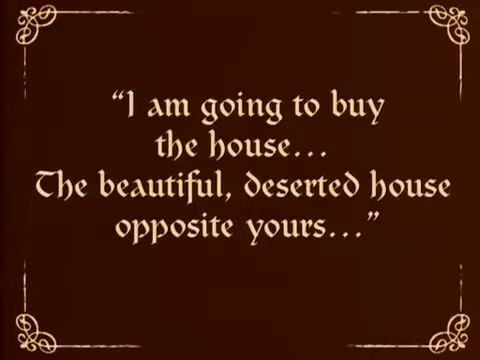 “I am going to buy
the house...
The beautiful, deserted house
opposite yours...”